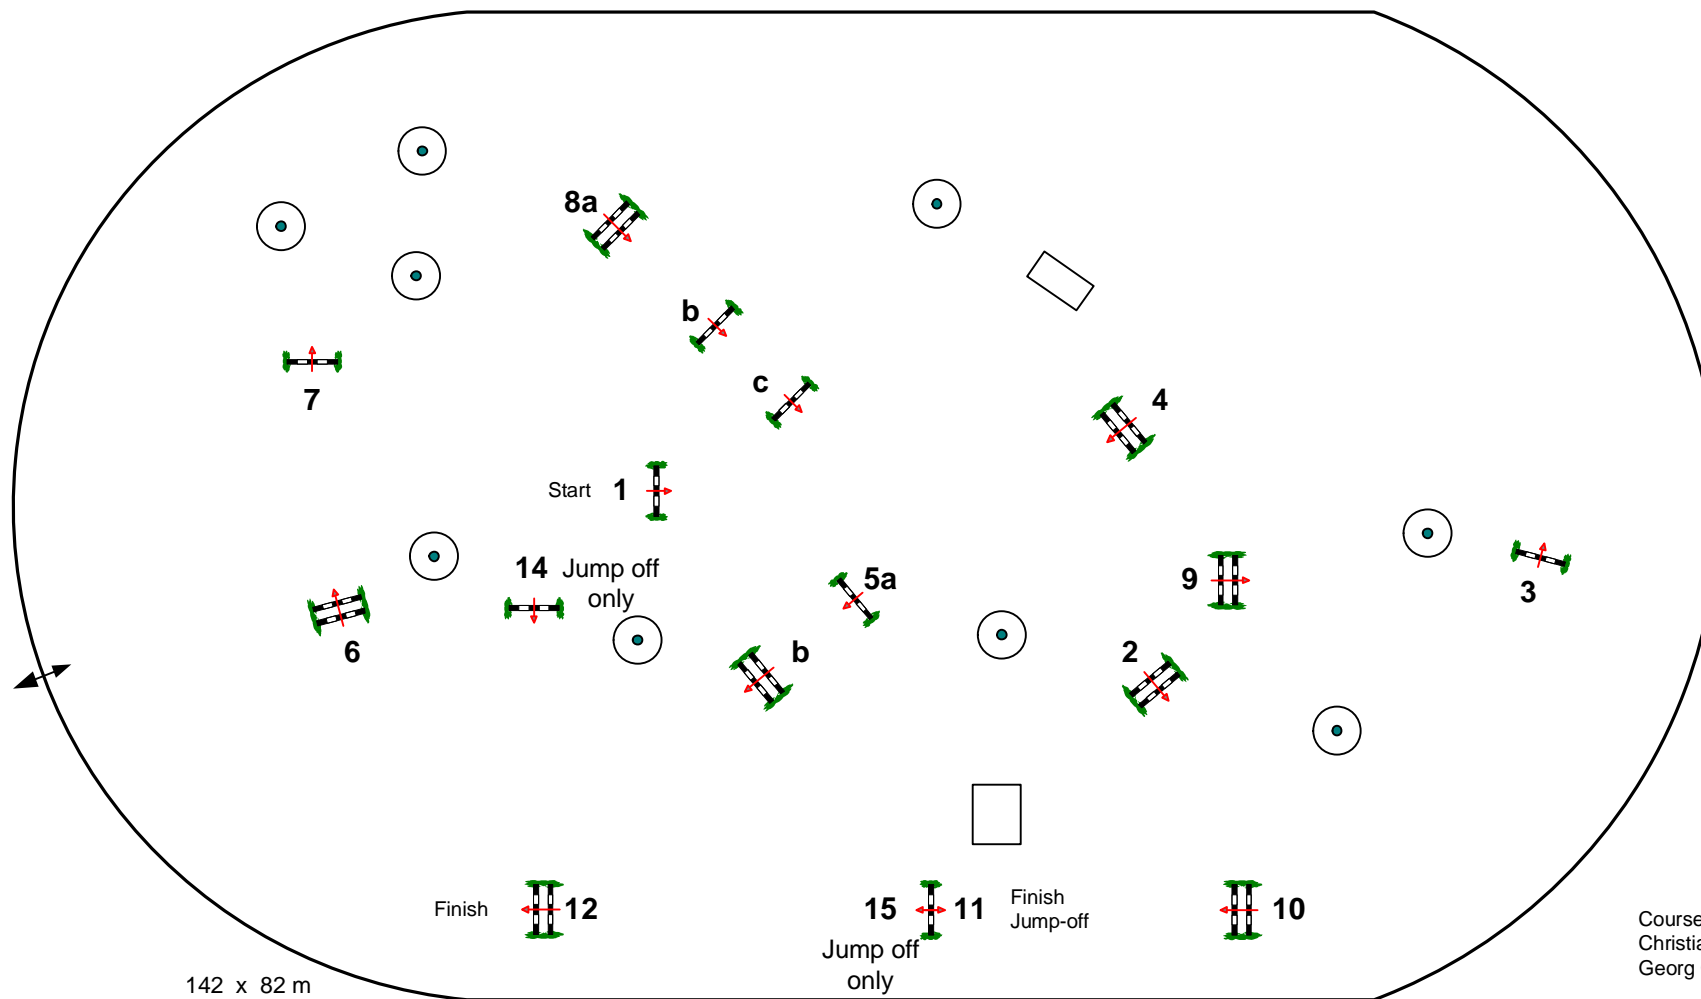 8a
b
c
7
4
Start 1
14 Jump off
only
5a
9
3
6
b
2
Finish 12
15 11 Finish
Jump-off
10
Jump off
only
Course
Christia
Georg
142 x 82 m